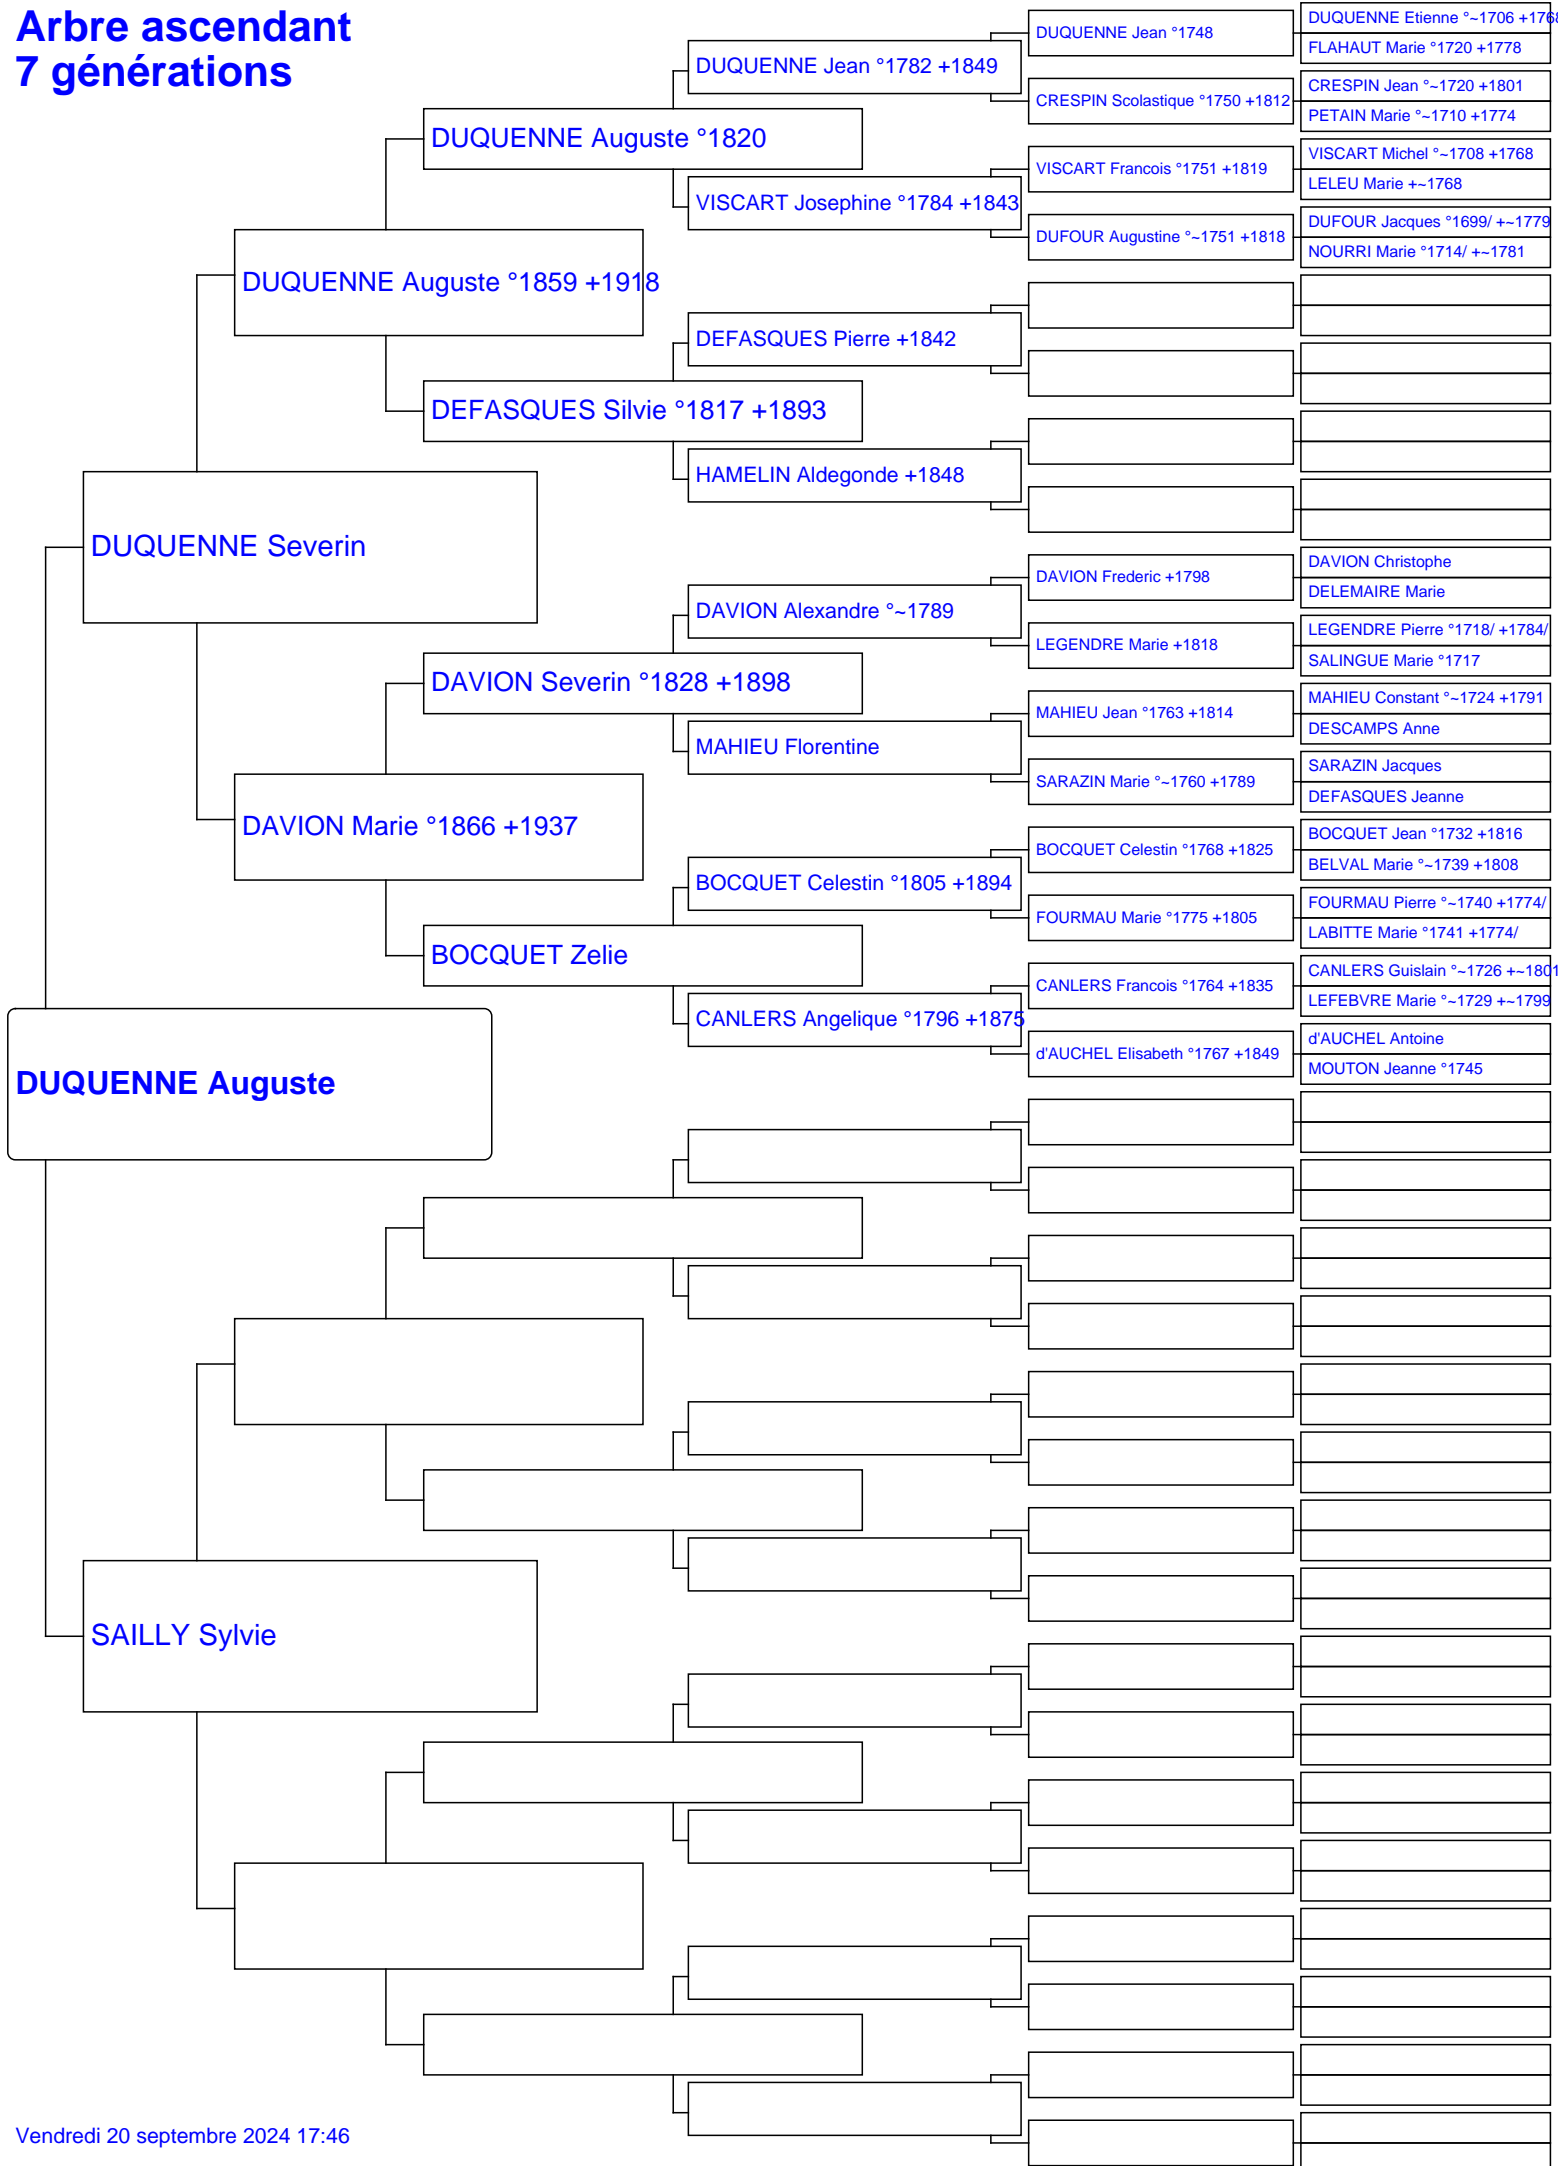 Arbre ascendant
7 générations
DUQUENNE Auguste
DUQUENNE Severin
SAILLY Sylvie
DUQUENNE Auguste °1859 +1918
DAVION Marie °1866 +1937
DUQUENNE Auguste °1820
DEFASQUES Silvie °1817 +1893
DAVION Severin °1828 +1898
BOCQUET Zelie
DUQUENNE Jean °1782 +1849
VISCART Josephine °1784 +1843
DEFASQUES Pierre +1842
HAMELIN Aldegonde +1848
DAVION Alexandre °~1789
MAHIEU Florentine
BOCQUET Celestin °1805 +1894
CANLERS Angelique °1796 +1875
DUQUENNE Jean °1748
CRESPIN Scolastique °1750 +1812
VISCART Francois °1751 +1819
DUFOUR Augustine °~1751 +1818
DAVION Frederic +1798
LEGENDRE Marie +1818
MAHIEU Jean °1763 +1814
SARAZIN Marie °~1760 +1789
BOCQUET Celestin °1768 +1825
FOURMAU Marie °1775 +1805
CANLERS Francois °1764 +1835
d'AUCHEL Elisabeth °1767 +1849
DUQUENNE Etienne °~1706 +1768
FLAHAUT Marie °1720 +1778
CRESPIN Jean °~1720 +1801
PETAIN Marie °~1710 +1774
VISCART Michel °~1708 +1768
LELEU Marie +~1768
DUFOUR Jacques °1699/ +~1779
NOURRI Marie °1714/ +~1781
DAVION Christophe
DELEMAIRE Marie
LEGENDRE Pierre °1718/ +1784/
SALINGUE Marie °1717
MAHIEU Constant °~1724 +1791
DESCAMPS Anne
SARAZIN Jacques
DEFASQUES Jeanne
BOCQUET Jean °1732 +1816
BELVAL Marie °~1739 +1808
FOURMAU Pierre °~1740 +1774/
LABITTE Marie °1741 +1774/
CANLERS Guislain °~1726 +~1801
LEFEBVRE Marie °~1729 +~1799
d'AUCHEL Antoine
MOUTON Jeanne °1745
Vendredi 20 septembre 2024 17:46